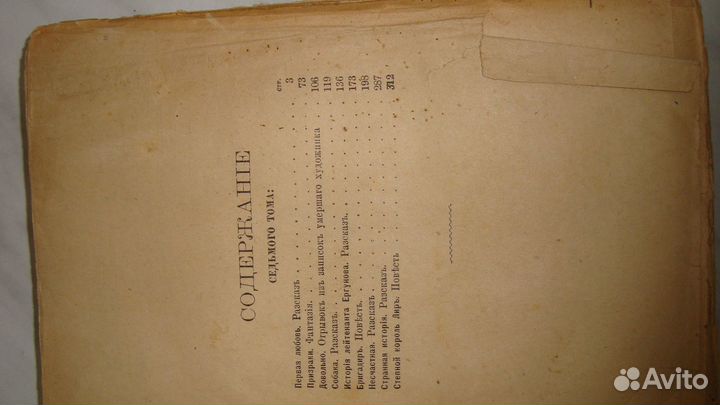 СОДЕРЖАНІЕ
СЕДЬМОГО ТОМА:
СТР.
Первая любовь. Разсказъ . . . . . . . . 3
Призраки. Фантазія. . . . . . . . . . 73
Довольно. Отрывокъ изъ записокъ умершаго художника . 106
Собака. Разсказъ. . . . . . . . . . 119
Исторія лейтенанта Ергунова. Разсказъ. . . . . 136
Бригадиръ. Повѣсть. . . . . . . . . . 173
Несчастная. Разсказъ . . . . . . . . . 198
Странная исторія. Разсказъ. . . . . . . . 287
Степной король Лиръ. Повѣсть . . . . . . . 312
Avito